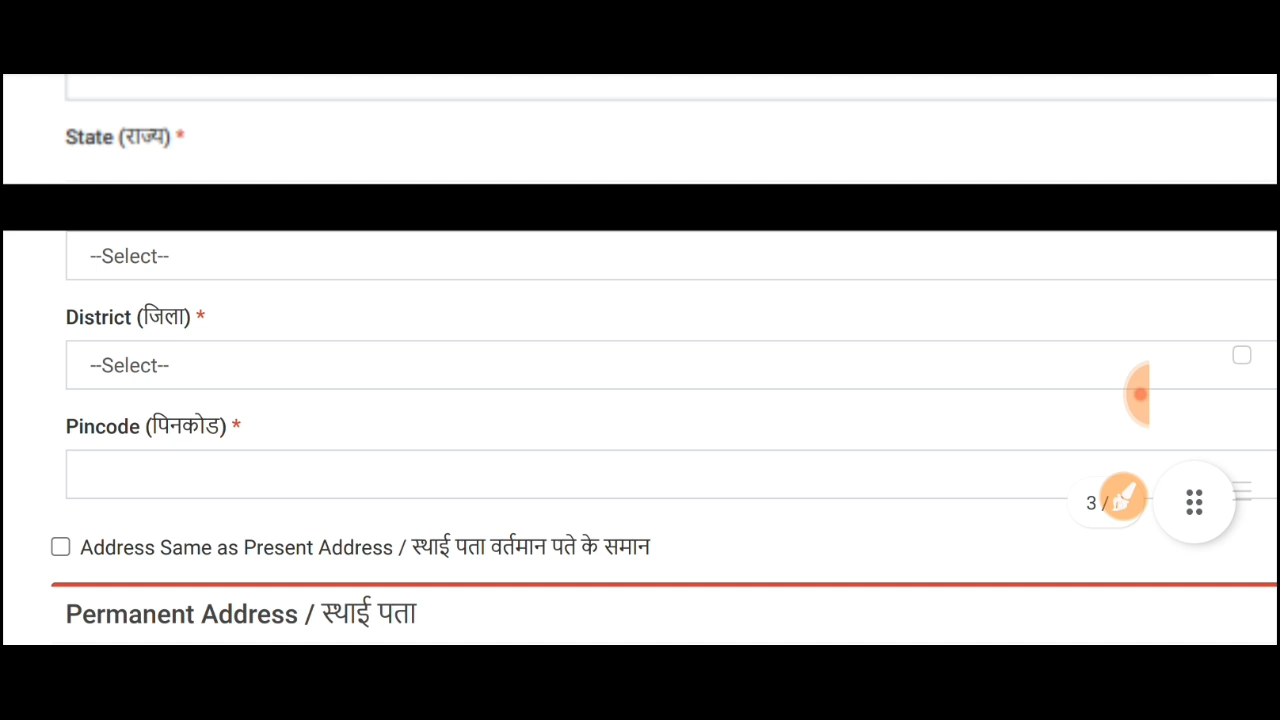 State (राज्य) *
--Select--
District (जिला) *
--Select--
Pincode (पिनकोड) *
3 /
Address Same as Present Address / स्थाई पता वर्तमान पते के समान
Permanent Address / स्थाई पता